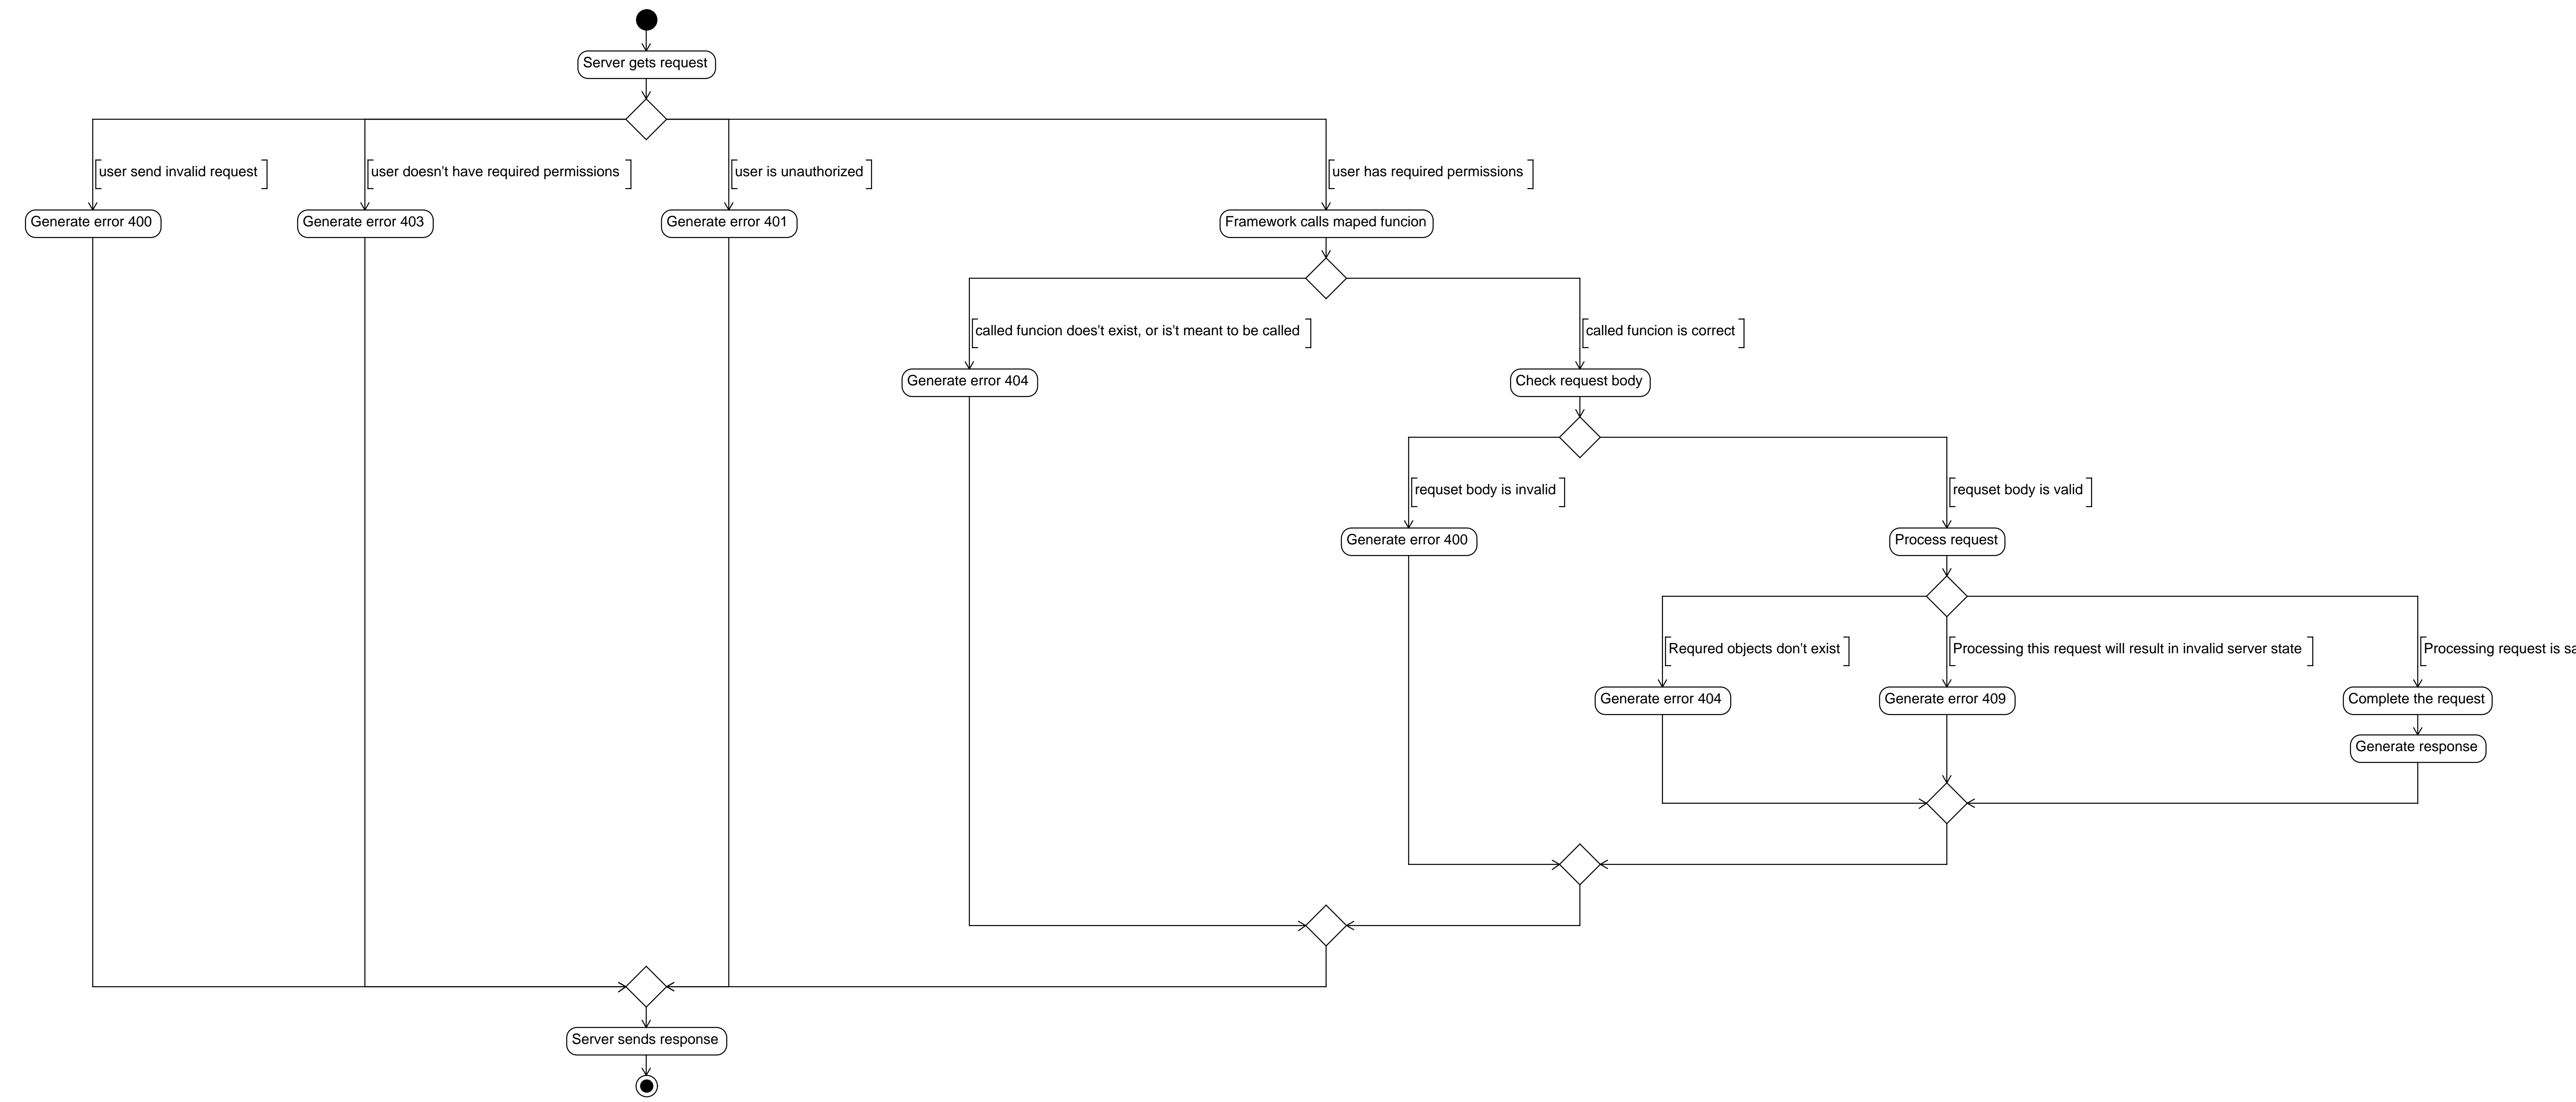 Server gets request
user send invalid request
user doesn't have required permissions
user is unauthorized
user has required permissions
Generate error 400
Generate error 403
Generate error 401
Framework calls maped funcion
called funcion does't exist, or is't meant to be called
called funcion is correct
Generate error 404
Check request body
requset body is invalid
requset body is valid
Generate error 400
Process request
Requred objects don't exist
Processing this request will result in invalid server state
Processing request is
Generate error 404
Generate error 409
Complete the request
Generate response
Server sends response